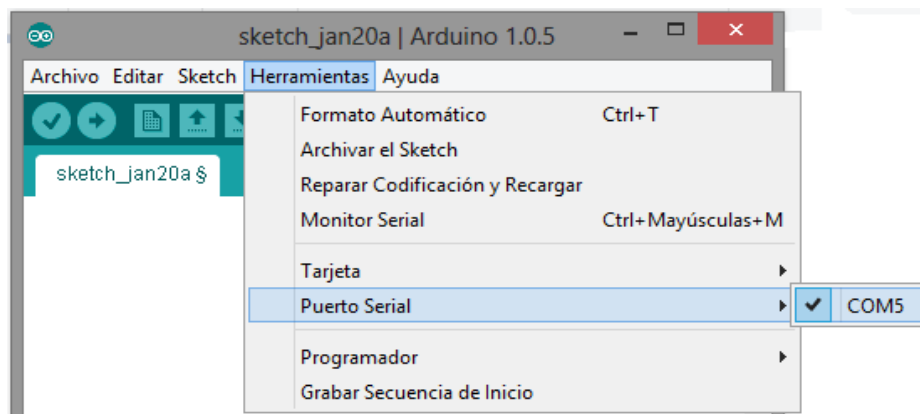 sketch_jan20a | Arduino 1.0.5
Archivo Editar Sketch Herramientas Ayuda
sketch_jan20a §
Formato Automático Ctrl+T
Archivar el Sketch
Reparar Codificación y Recargar
Monitor Serial Ctrl+Mayúsculas+M
Tarjeta
Puerto Serial COM5
Programador
Grabar Secuencia de Inicio